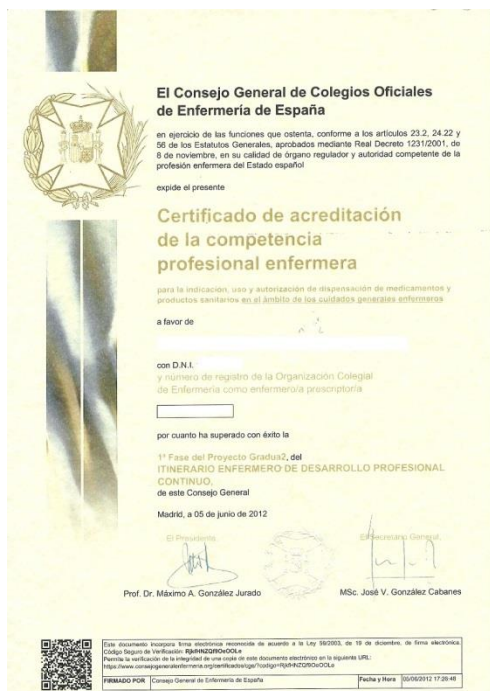 El Consejo General de Colegios Oficiales
de Enfermería de España
en ejercicio de las funciones que ostenta, conforme a los artículos 23.2, 24.22 y
56 de los Estatutos Generales, aprobados mediante Real Decreto 1231/2001, de
8 de noviembre, en su calidad de órgano regulador y autoridad competente de la
profesión enfermera del Estado español
expide el presente
Certificado de acreditación
de la competencia
profesional enfermera
para la indicación, uso y autorización de dispensación de medicamentos y
productos sanitarios en el ámbito de los cuidados generales enfermeros
a favor de
con D.N.I.
y número de registro de la Organización Colegial
de Enfermería como enfermero/a prescriptor/a
por cuanto ha superado con éxito la
1ª Fase del Proyecto Gradua2, del
ITINERARIO ENFERMERO DE DESARROLLO PROFESIONAL
CONTINUO,
de este Consejo General
Madrid, a 05 de junio de 2012
El Presidente, El Secretario General,
Prof. Dr. Máximo A. González Jurado MSc. José V. González Cabanes
Este documento incorpora firma electrónica reconocida de acuerdo a la Ley 59/2003, de 19 de diciembre, de firma electrónica.
Código Seguro de Verificación:
Permite la verificación de la integridad de una copia de este documento electrónico en la siguiente URL:
FIRMADO POR Consejo General de Enfermería de España Fecha y Hora 05/06/2012 17:26:46